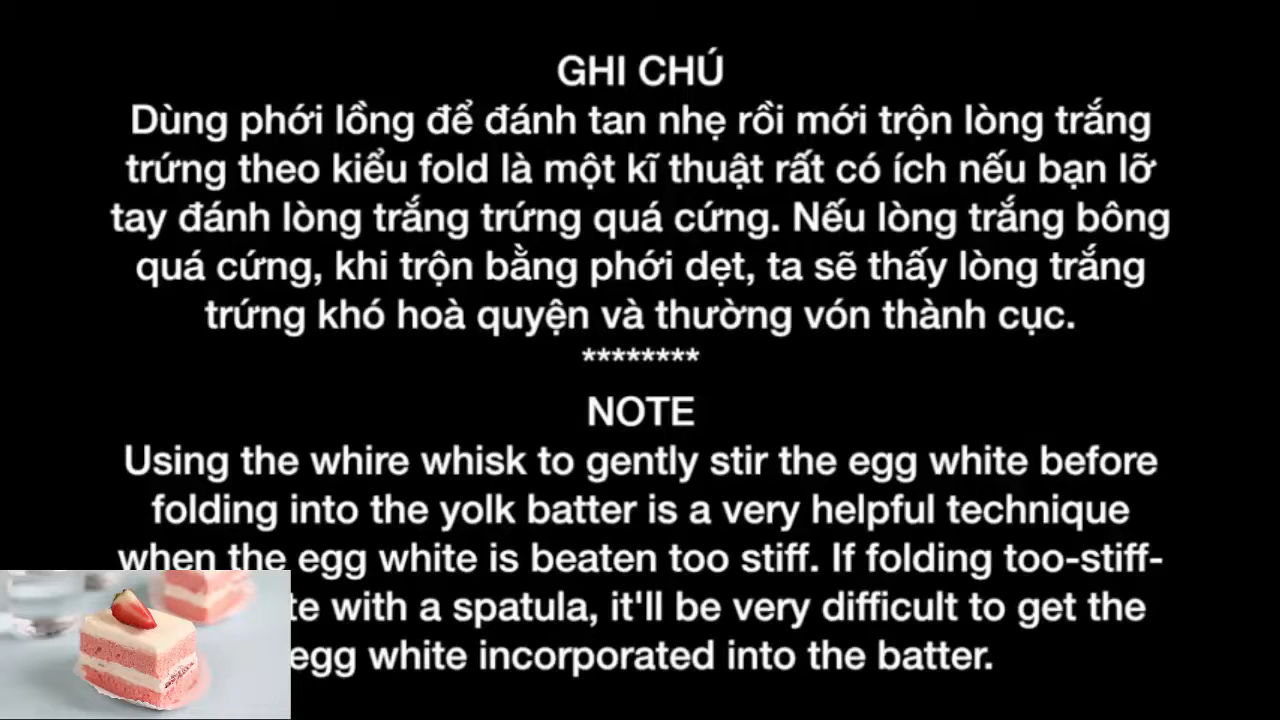 GHI CHÚ
Dùng phới lồng để đánh tan nhẹ rồi mới trộn lòng trắng
trứng theo kiểu fold là một kĩ thuật rất có ích nếu bạn lỡ
tay đánh lòng trắng trứng quá cứng. Nếu lòng trắng bông
quá cứng, khi trộn bằng phới dẹt, ta sẽ thấy lòng trắng
trứng khó hoà quyện và thường vón thành cục.
********
NOTE
Using the whire whisk to gently stir the egg white before
folding into the yolk batter is a very helpful technique
when the egg white is beaten too stiff. If folding too-stiff-
with a spatula, it'll be very difficult to get the
egg white incorporated into the batter.